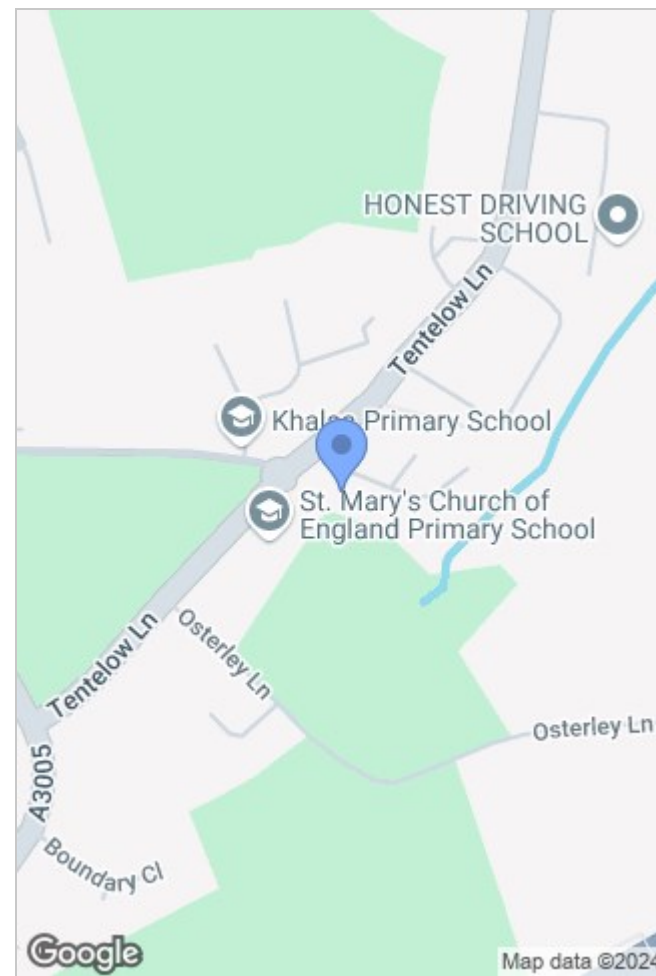 HONEST DRIVING
SCHOOL
Tentelow Ln
Khalsa Primary School
St. Mary's Church of
England Primary School
Tentelow Ln
Osterley Ln
Osterley Ln
A3005
Boundary Cl
Google
Map data ©2024